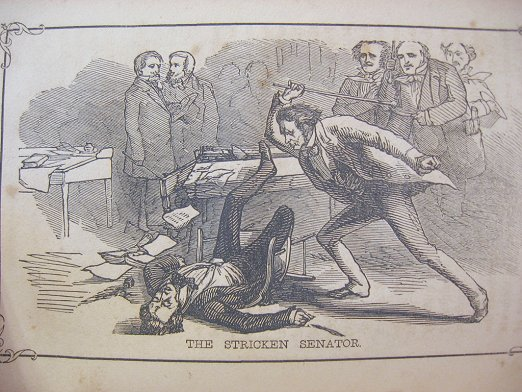 THE STRICKEN SENATOR.